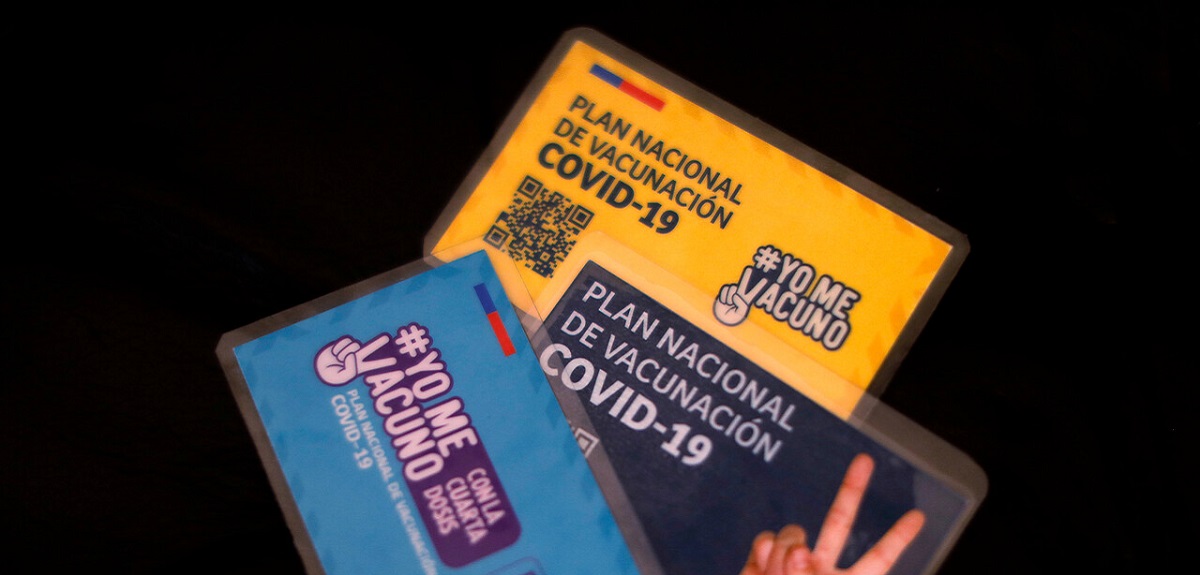 PLAN NACIONAL
DE VACUNACIÓN
COVID-19
#YO ME
VACUNO
PLAN NACIONAL
DE VACUNACIÓN
COVID-19
#YO ME
VACUNO
CON LA
CUARTA
DOSIS
PLAN NACIONAL DE VACUNACIÓN
COVID-19